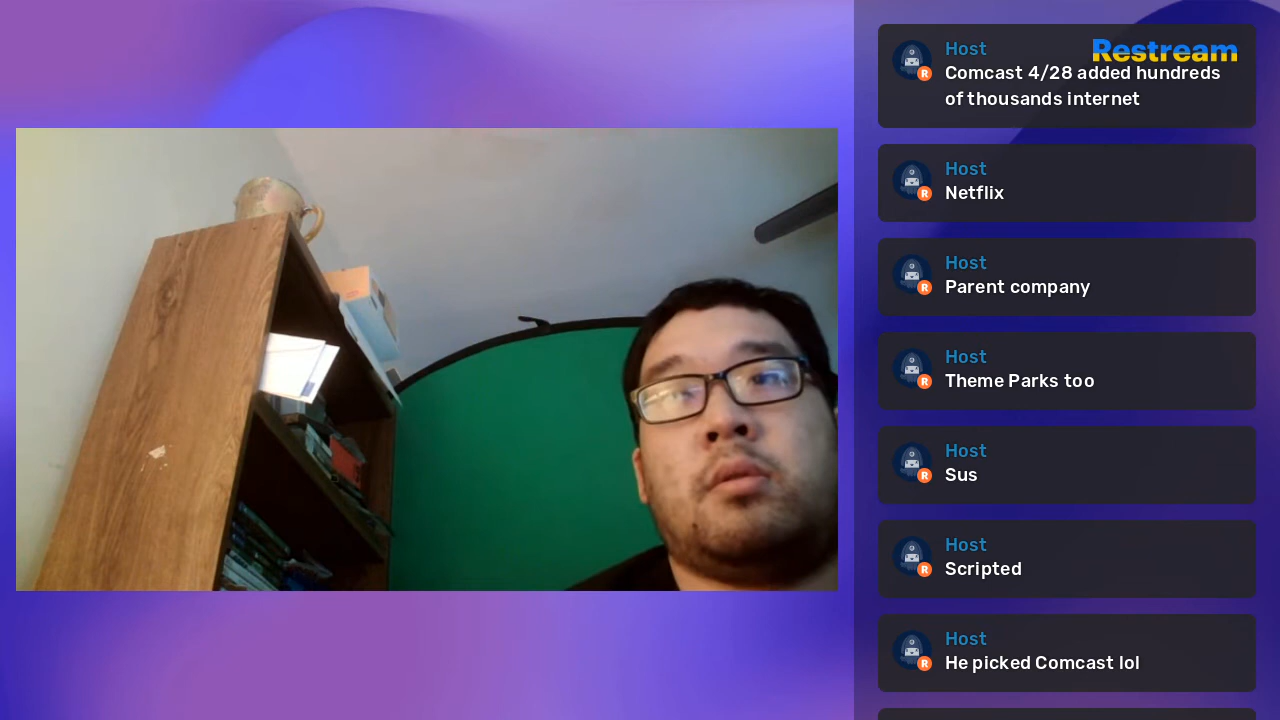 Restream
Host
Comcast 4/28 added hundreds
of thousands internet
Host
Netflix
R
Host
Parent company
R
Host
Theme Parks too
R
Host
Sus
R
Host
Scripted
R
Host
He picked Comcast lol
R